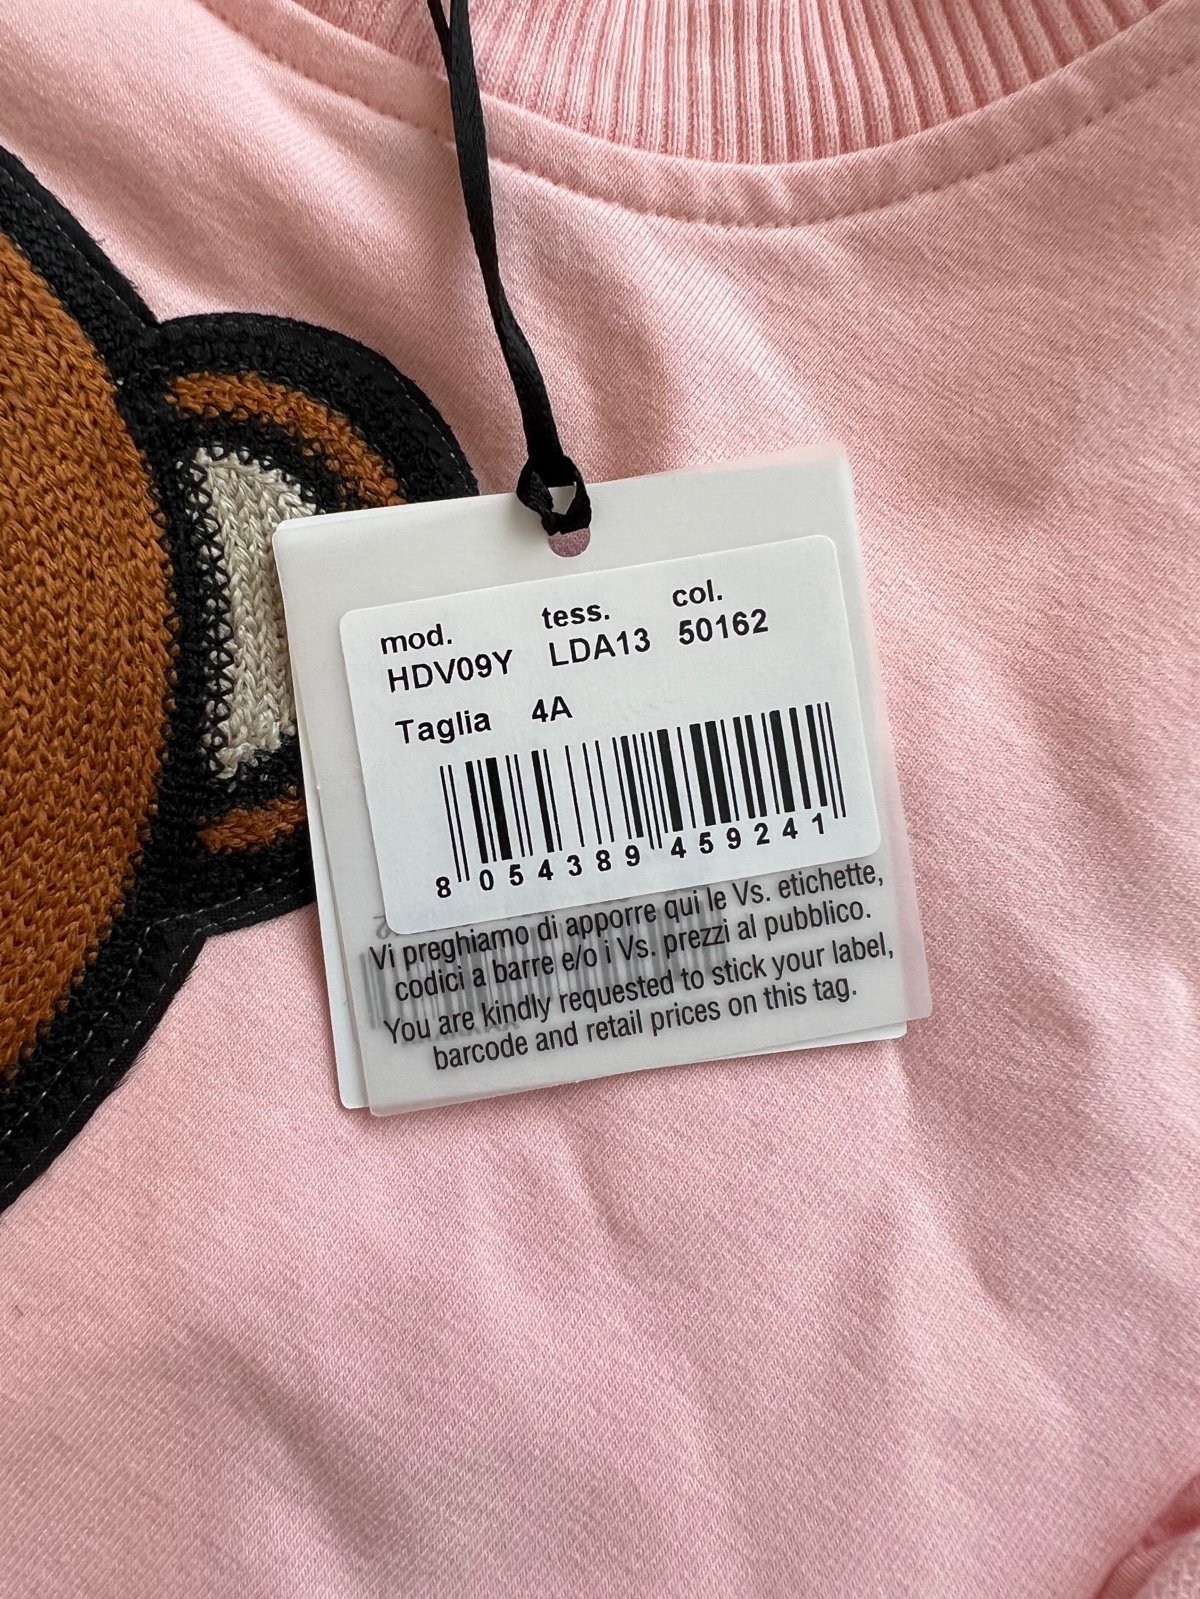 mod. tess. col.
HDV09Y LDA13 50162
Taglia 4A
8 054389 459241
Vi preghiamo di apporre qui le Vs. etichette,
codici a barre e/o i Vs. prezzi al pubblico.
You are kindly requested to stick your label,
barcode and retail prices on this tag.